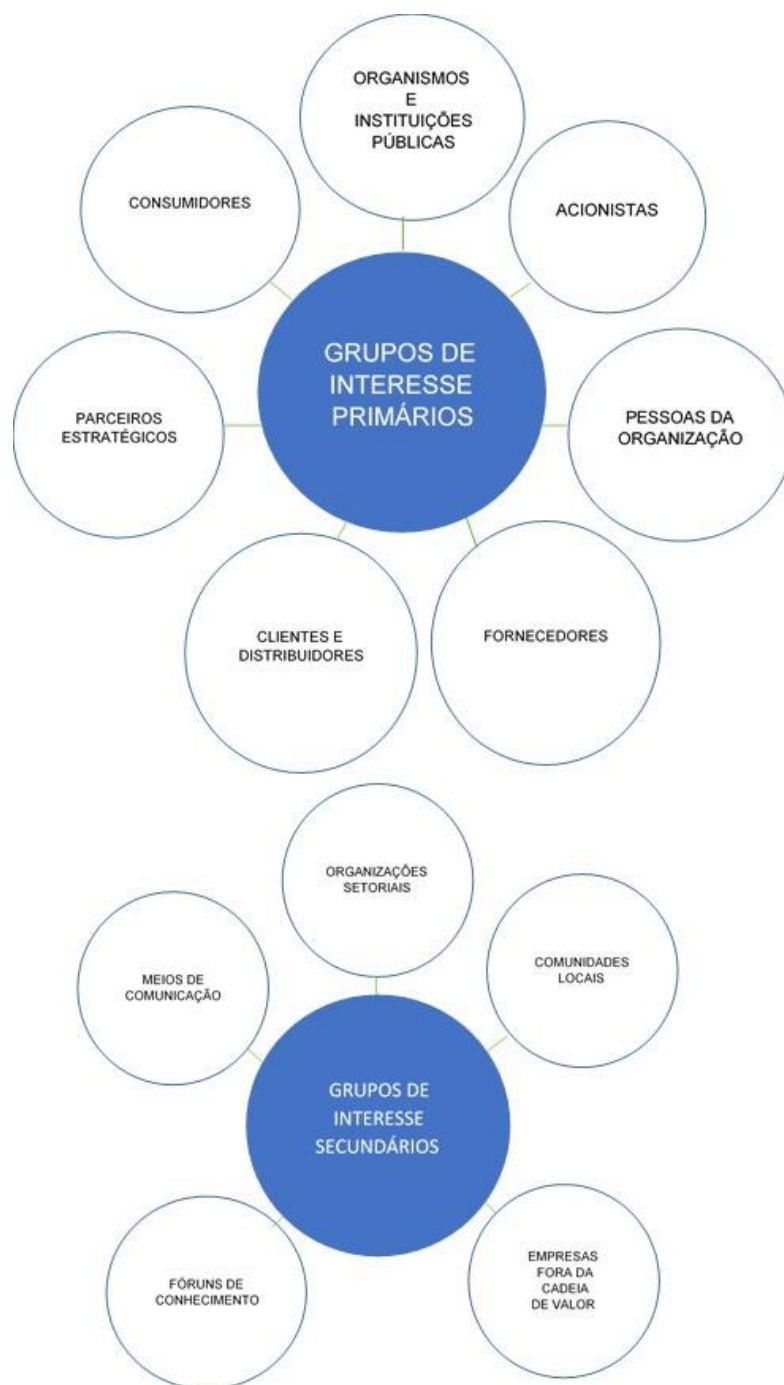 ORGANISMOS
E
INSTITUIÇÕES
PÚBLICAS
CONSUMIDORES
ACIONISTAS
GRUPOS DE
INTERESSE
PRIMÁRIOS
PARCEIROS
ESTRATÉGICOS
PESSOAS DA
ORGANIZAÇÃO
CLIENTES E
DISTRIBUIDORES
FORNECEDORES
ORGANIZAÇÕES
SETORIAIS
MEIOS DE
COMUNICAÇÃO
COMUNIDADES
LOCAIS
GRUPOS DE
INTERESSE
SECUNDÁRIOS
FÓRUNS DE
CONHECIMENTO
EMPRESAS
FORA DA
CADEIA
DE VALOR